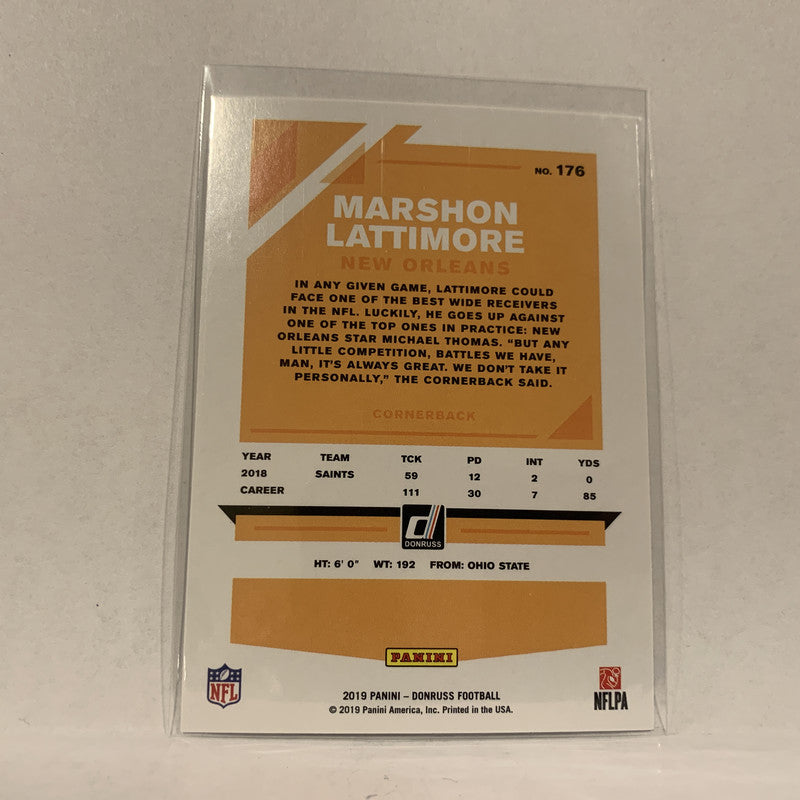 NO. 176
MARSHON
LATTIMORE
NEW ORLEANS
IN ANY GIVEN GAME, LATTIMORE COULD
FACE ONE OF THE BEST WIDE RECEIVERS
IN THE NFL. LUCKILY, HE GOES UP AGAINST
ONE OF THE TOP ONES IN PRACTICE: NEW
ORLEANS STAR MICHAEL THOMAS. “BUT ANY
LITTLE COMPETITION, BATTLES WE HAVE,
MAN, IT’S ALWAYS GREAT. WE DON’T TAKE IT
PERSONALLY,” THE CORNERBACK SAID.
CORNERBACK
YEAR TEAM TCK PD INT YDS
2018 SAINTS 59 12 2 0
CAREER 111 30 7 85
d
DONRUSS
HT: 6' 0" WT: 192 FROM: OHIO STATE
PANINI
NFL
NFLPA
2019 PANINI – DONRUSS FOOTBALL
© 2019 Panini America, Inc. Printed in the USA.